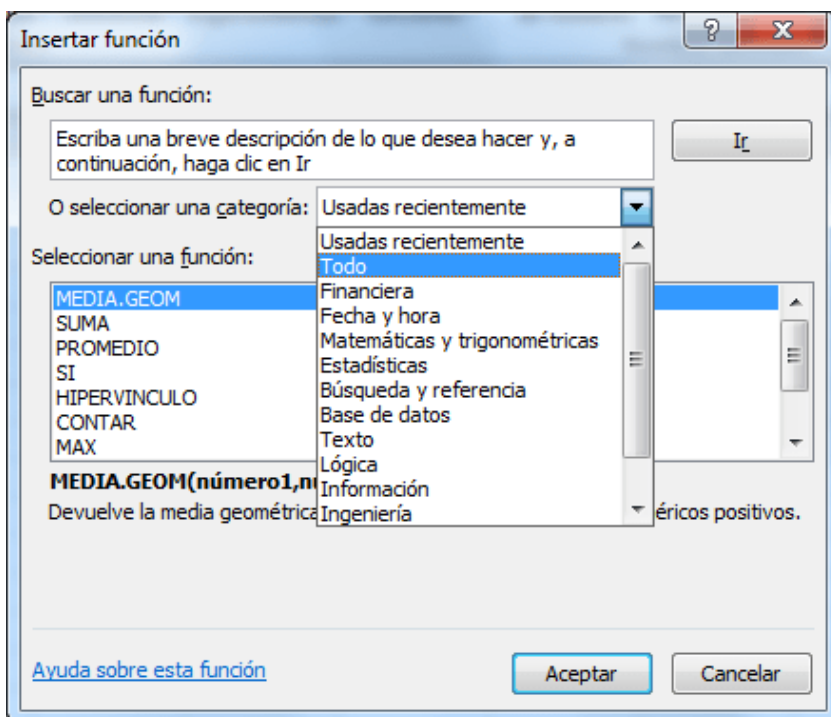 Insertar función
Buscar una función:
Escriba una breve descripción de lo que desea hacer y, a
continuación, haga clic en Ir
Ir
O seleccionar una categoría:
Usadas recientemente
Usadas recientemente
Todo
Financiera
Fecha y hora
Matemáticas y trigonométricas
Estadísticas
Búsqueda y referencia
Base de datos
Texto
Lógica
Información
Ingeniería
Seleccionar una función:
MEDIA.GEOM
SUMA
PROMEDIO
SI
HIPERVINCULO
CONTAR
MAX
MEDIA.GEOM(número1,n
Devuelve la media geométrica éricos positivos.
Ayuda sobre esta función
Aceptar
Cancelar